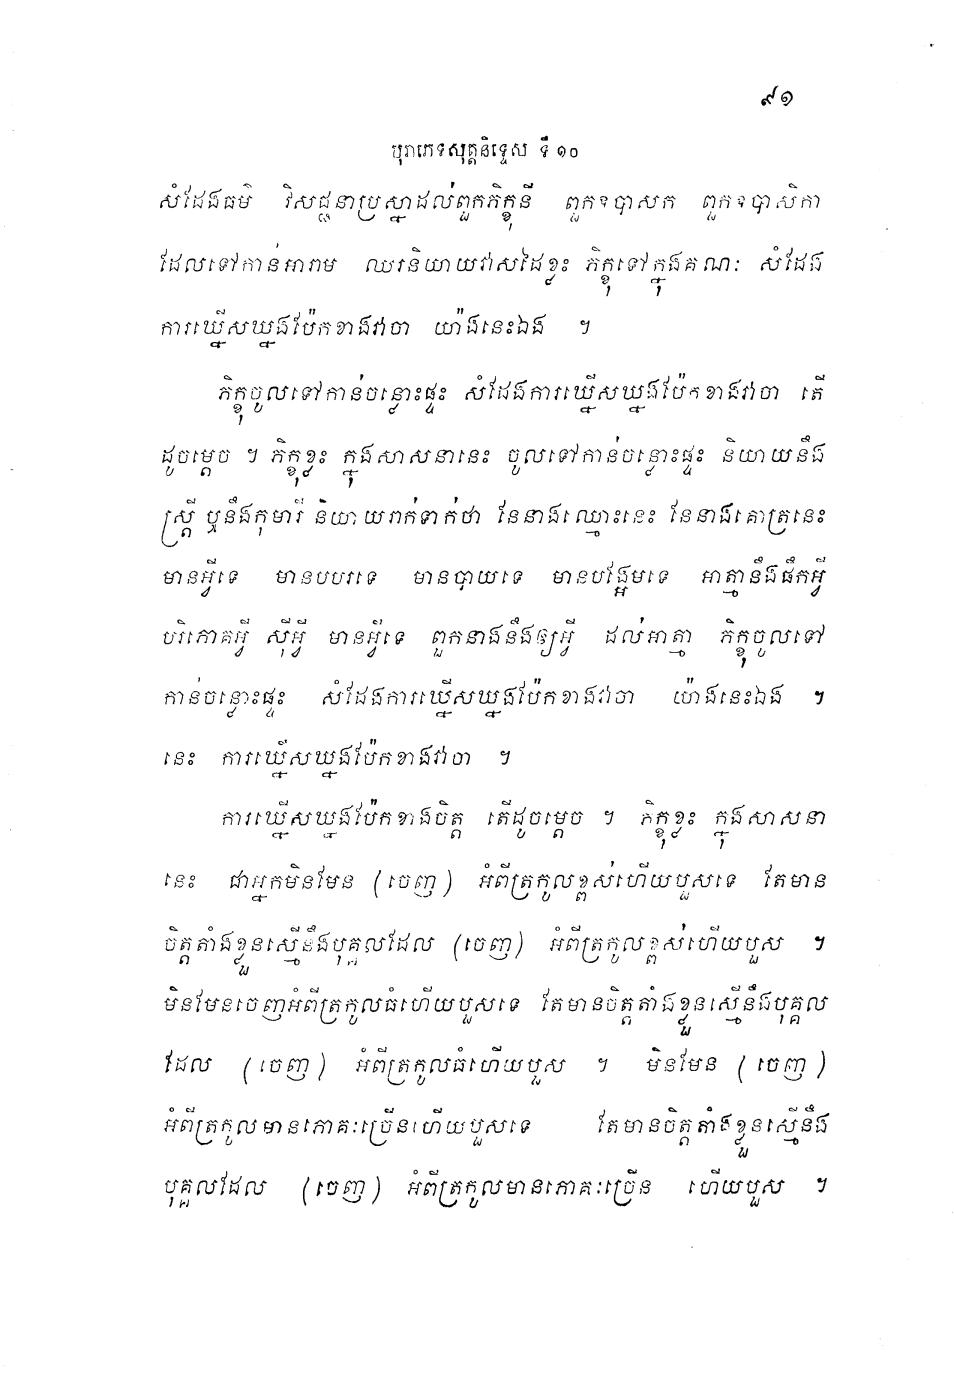 ៩១
បុរាភេទសុត្តនិទ្ទេស ទី ១០
សំដែងធម៌ វិសជ្ជនាប្រស្នាដល់ពួកភិក្ខុនី ពួកឧបាសក ពួកឧបាសិកា
ដែលទៅកាន់អារាម ឈរនិយាយវាសដៃខ្លះ ភិក្ខុទៅក្នុងគណៈ សំដែង
ការឃ្នើសឃ្នងប៉ែកខាងវាចា យ៉ាងនេះឯង ។
ភិក្ខុចូលទៅកាន់ចន្លោះផ្ទះ សំដែងការឃ្នើសឃ្នងប៉ែកខាងវាចា តើ
ដូចម្តេច ។ ភិក្ខុខ្លះ ក្នុងសាសនានេះ ចូលទៅកាន់ចន្លោះផ្ទះ និយាយនឹង
ស្រ្តី ឬនឹងកុមារី និយាយរាក់ទាក់ថា នែនាងឈ្មោះនេះ នែនាងគោត្រនេះ
មានអ្វីទេ មានបបរទេ មានបាយទេ មានបង្អែមទេ អាត្មានឹងផឹកអ្វី
បរិភោគអ្វី ស៊ីអ្វី មានអ្វីទេ ពួកនាងនឹងឲ្យអ្វី ដល់អាត្មា ភិក្ខុចូលទៅ
កាន់ចន្លោះផ្ទះ សំដែងការឃ្នើសឃ្នងប៉ែកខាងវាចា យ៉ាងនេះឯង ។
នេះ ការឃ្នើសឃ្នងប៉ែកខាងវាចា ។
ការឃ្នើសឃ្នងប៉ែកខាងចិត្ត តើដូចម្តេច ។ ភិក្ខុខ្លះ ក្នុងសាសនា
នេះ ជាអ្នកមិនមែន (ចេញ) អំពីត្រកូលខ្ពស់ហើយបួសទេ តែមាន
ចិត្តតាំងខ្លួនស្មើនឹងបុគ្គលដែល (ចេញ) អំពីត្រកូលខ្ពស់ហើយបួស ។
មិនមែនចេញអំពីត្រកូលធំហើយបួសទេ តែមានចិត្តតាំងខ្លួនស្មើនឹងបុគ្គល
ដែល (ចេញ) អំពីត្រកូលធំហើយបួស ។ មិនមែន (ចេញ)
អំពីត្រកូលមានភោគៈច្រើនហើយបួសទេ តែមានចិត្តតាំងខ្លួនស្មើនឹង
បុគ្គលដែល (ចេញ) អំពីត្រកូលមានភោគៈច្រើន ហើយបួស ។